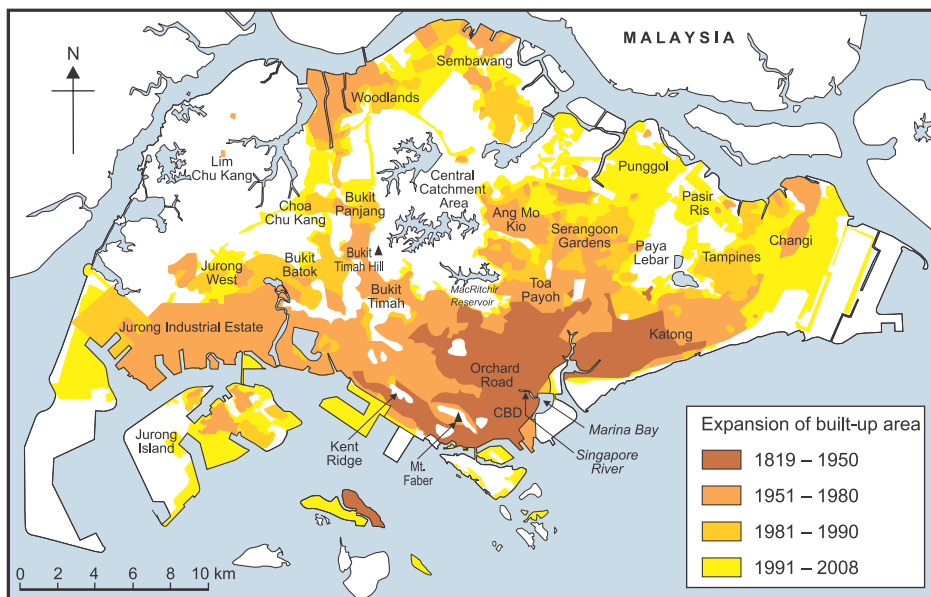 MALAYSIA
N
Sembawang
Woodlands
Lim
Chu Kang
Central
Catchment
Area
Punggol
Choa
Chu Kang
Bukit
Panjang
Pasir
Ris
Ang Mo
Kio
Serangoon
Gardens
Changi
Bukit
Timah Hill
Paya
Lebar
Tampines
Jurong
West
Bukit
Batok
Bukit
Timah
MacRitchir
Reservoir
Toa
Payoh
Jurong Industrial Estate
Katong
Orchard
Road
CBD
Marina Bay
Singapore
River
Jurong
Island
Kent
Ridge
Mt.
Faber
Expansion of built-up area
1819 – 1950
1951 – 1980
1981 – 1990
1991 – 2008
0 2 4 6 8 10 km